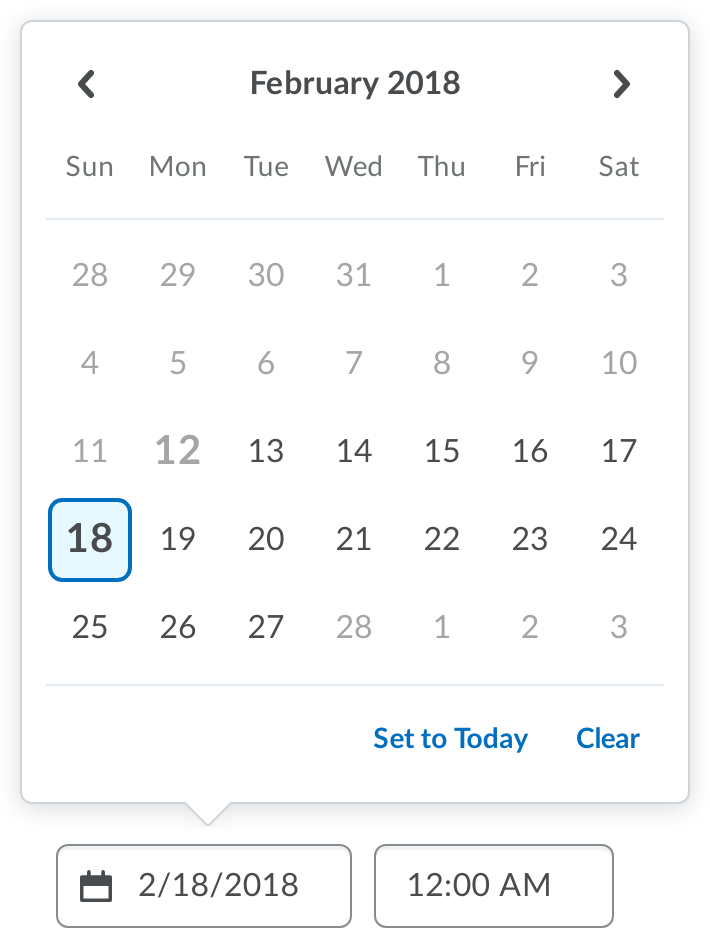 February 2018
Sun Mon Tue Wed Thu Fri Sat
28 29 30 31 1 2 3
4 5 6 7 8 9 10
11 12 13 14 15 16 17
18 19 20 21 22 23 24
25 26 27 28 1 2 3
Set to Today Clear
2/18/2018 12:00 AM